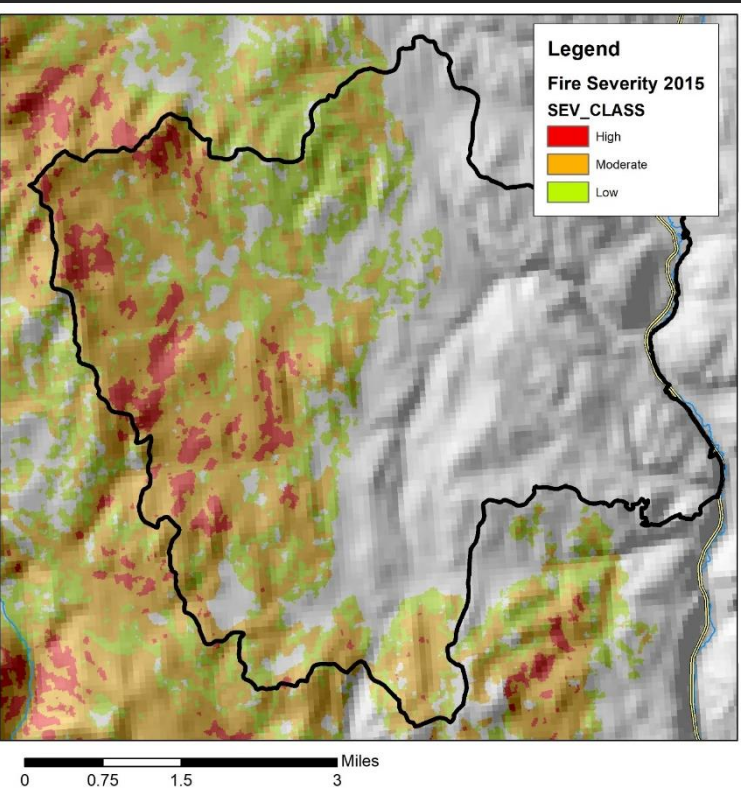 Legend
Fire Severity 2015
SEV_CLASS
High
Moderate
Low
Miles
0 0.75 1.5 3